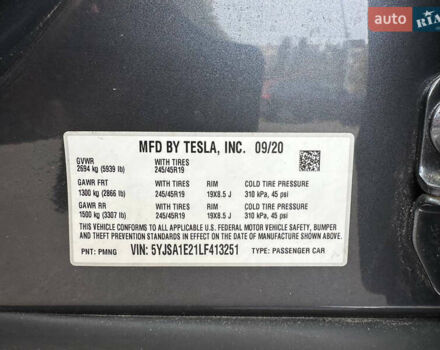 auto RIA
MFD BY TESLA, INC. 09/20
GVWR WITH TIRES
2694 kg (5939 lb) 245/45R19
GAWR FRT WITH TIRES RIM COLD TIRE PRESSURE
1300 kg (2866 lb) 245/45R19 19X8.5 J 310 kPa, 45 psi
GAWR RR WITH TIRES RIM COLD TIRE PRESSURE
1500 kg (3307 lb) 245/45R19 19X8.5 J 310 kPa, 45 psi
THIS VEHICLE CONFORMS TO ALL APPLICABLE U.S. FEDERAL MOTOR VEHICLE SAFETY, BUMPER,
AND THEFT PREVENTION STANDARDS IN EFFECT ON THE DATE OF MANUFACTURE SHOWN ABOVE.
PNT: PMNG VIN: 5YJSA1E21LF413251 TYPE: PASSENGER CAR